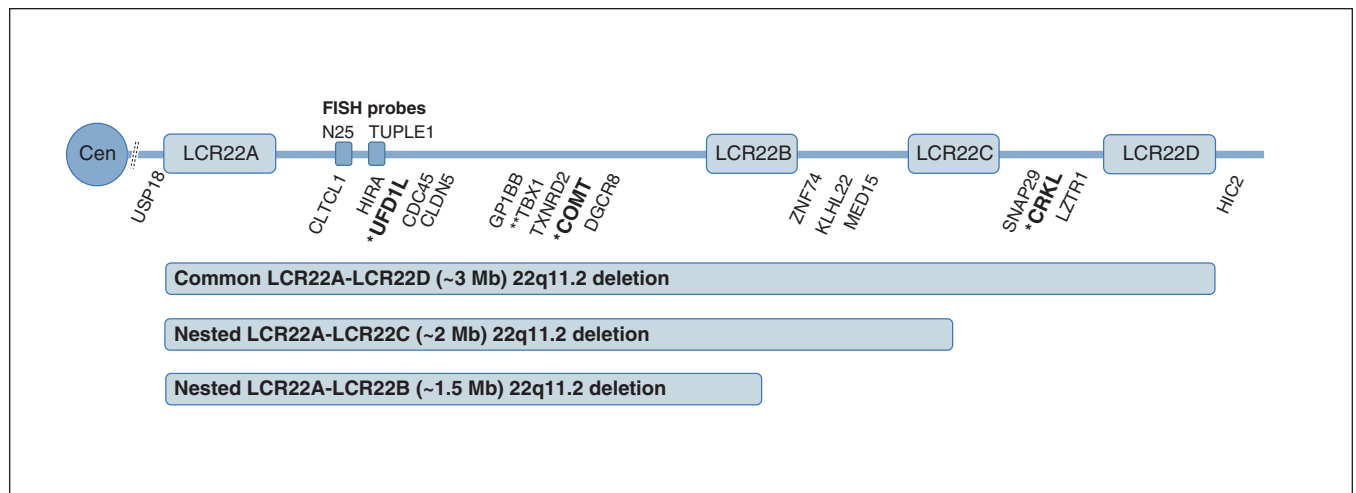 FISH probes
N25 TUPLE1
Cen
LCR22A
LCR22B
LCR22C
LCR22D
USP18
CLTCL1
HIRA
*UFD1L
CDC45
CLDN5
GP1BB
**TBX1
TXNRD2
*COMT
DGCR8
ZNF74
KLHL22
MED15
SNAP29
*CRKL
LZTR1
HIC2
Common LCR22A-LCR22D (~3 Mb) 22q11.2 deletion
Nested LCR22A-LCR22C (~2 Mb) 22q11.2 deletion
Nested LCR22A-LCR22B (~1.5 Mb) 22q11.2 deletion